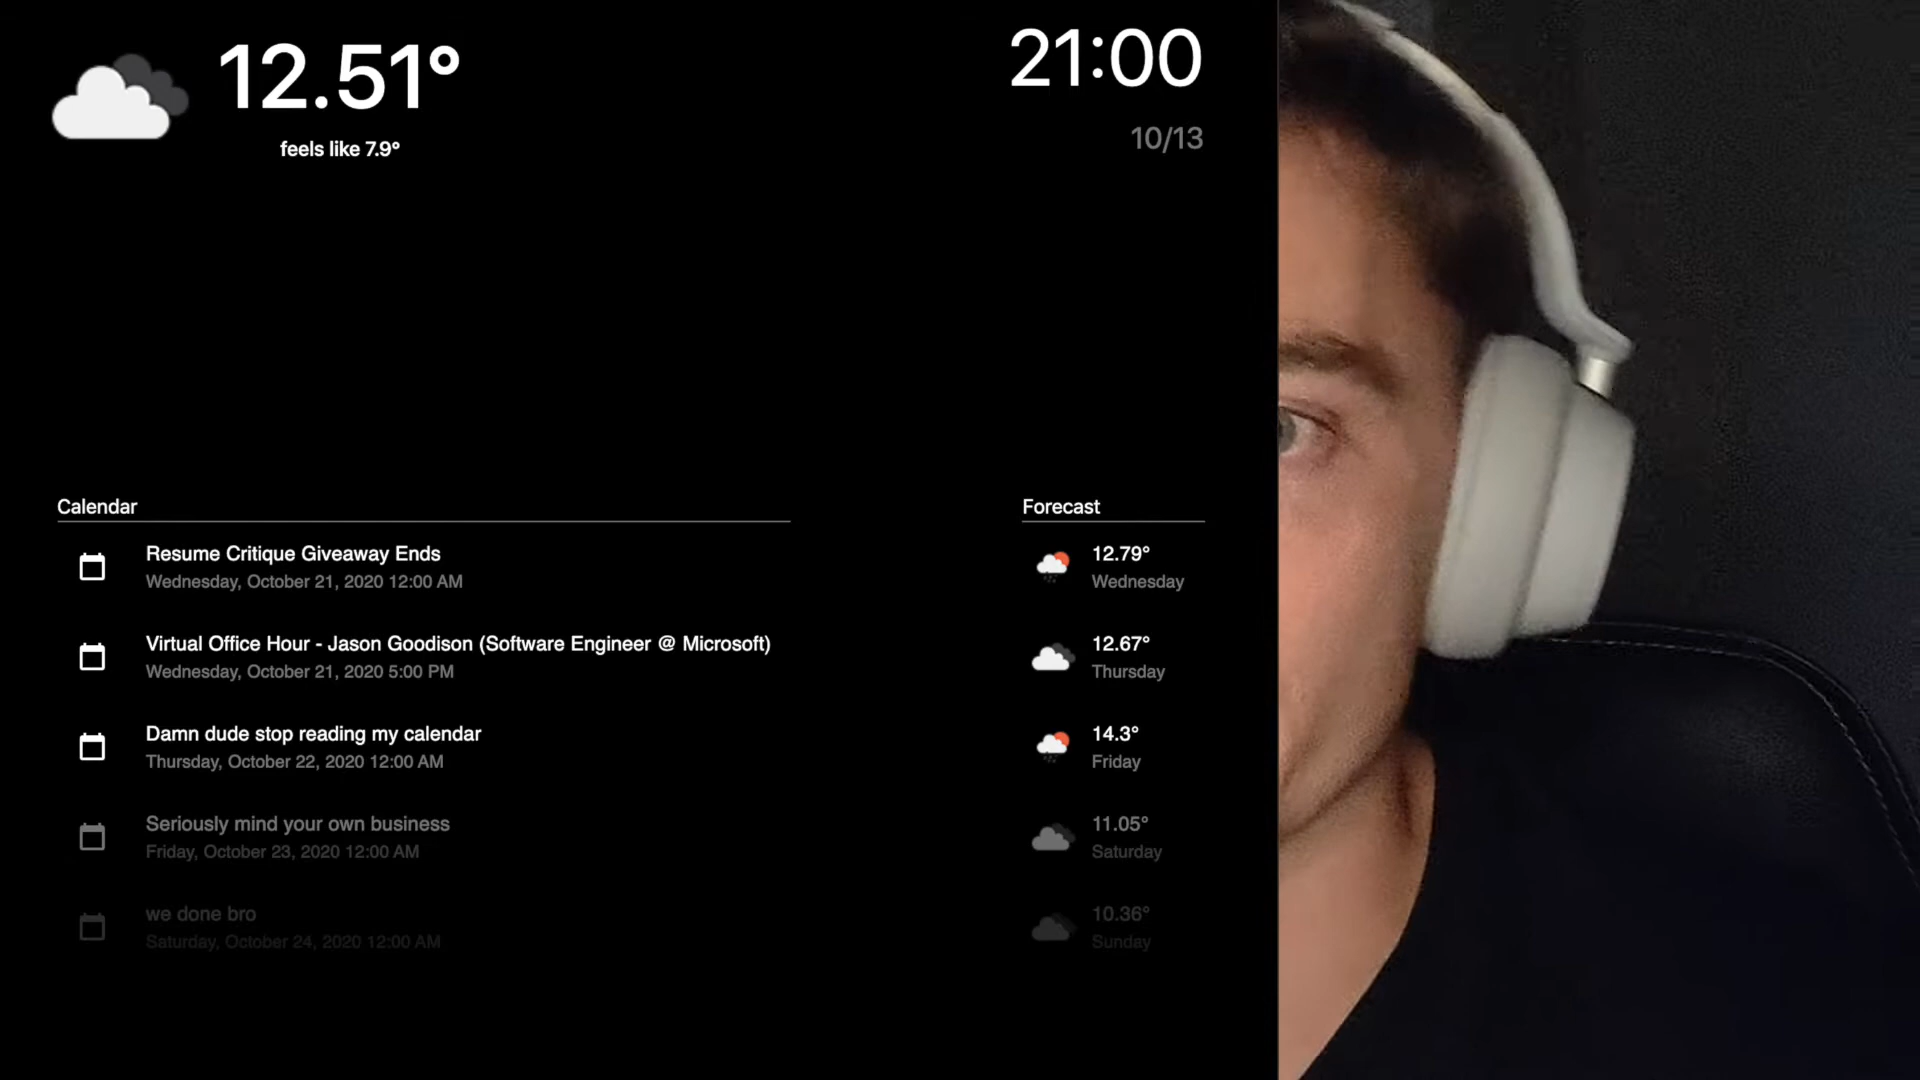 12.51°
feels like 7.9°
21:00
10/13
Calendar
Resume Critique Giveaway Ends
Wednesday, October 21, 2020 12:00 AM
Virtual Office Hour - Jason Goodison (Software Engineer @ Microsoft)
Wednesday, October 21, 2020 5:00 PM
Damn dude stop reading my calendar
Thursday, October 22, 2020 12:00 AM
Seriously mind your own business
Friday, October 23, 2020 12:00 AM
we done bro
Saturday, October 24, 2020 12:00 AM
Forecast
12.79°
Wednesday
12.67°
Thursday
14.3°
Friday
11.05°
Saturday
10.36°
Sunday